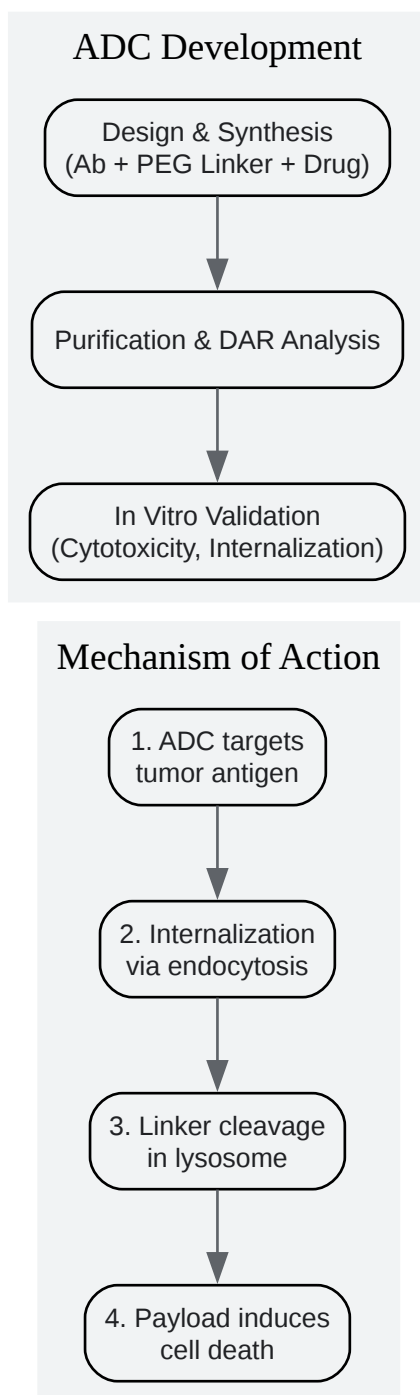 ADC Development
Design & Synthesis
(Ab + PEG Linker + Drug)
Purification & DAR Analysis
In Vitro Validation
(Cytotoxicity, Internalization)
Mechanism of Action
1. ADC targets
tumor antigen
2. Internalization
via endocytosis
3. Linker cleavage
in lysosome
4. Payload induces
cell death